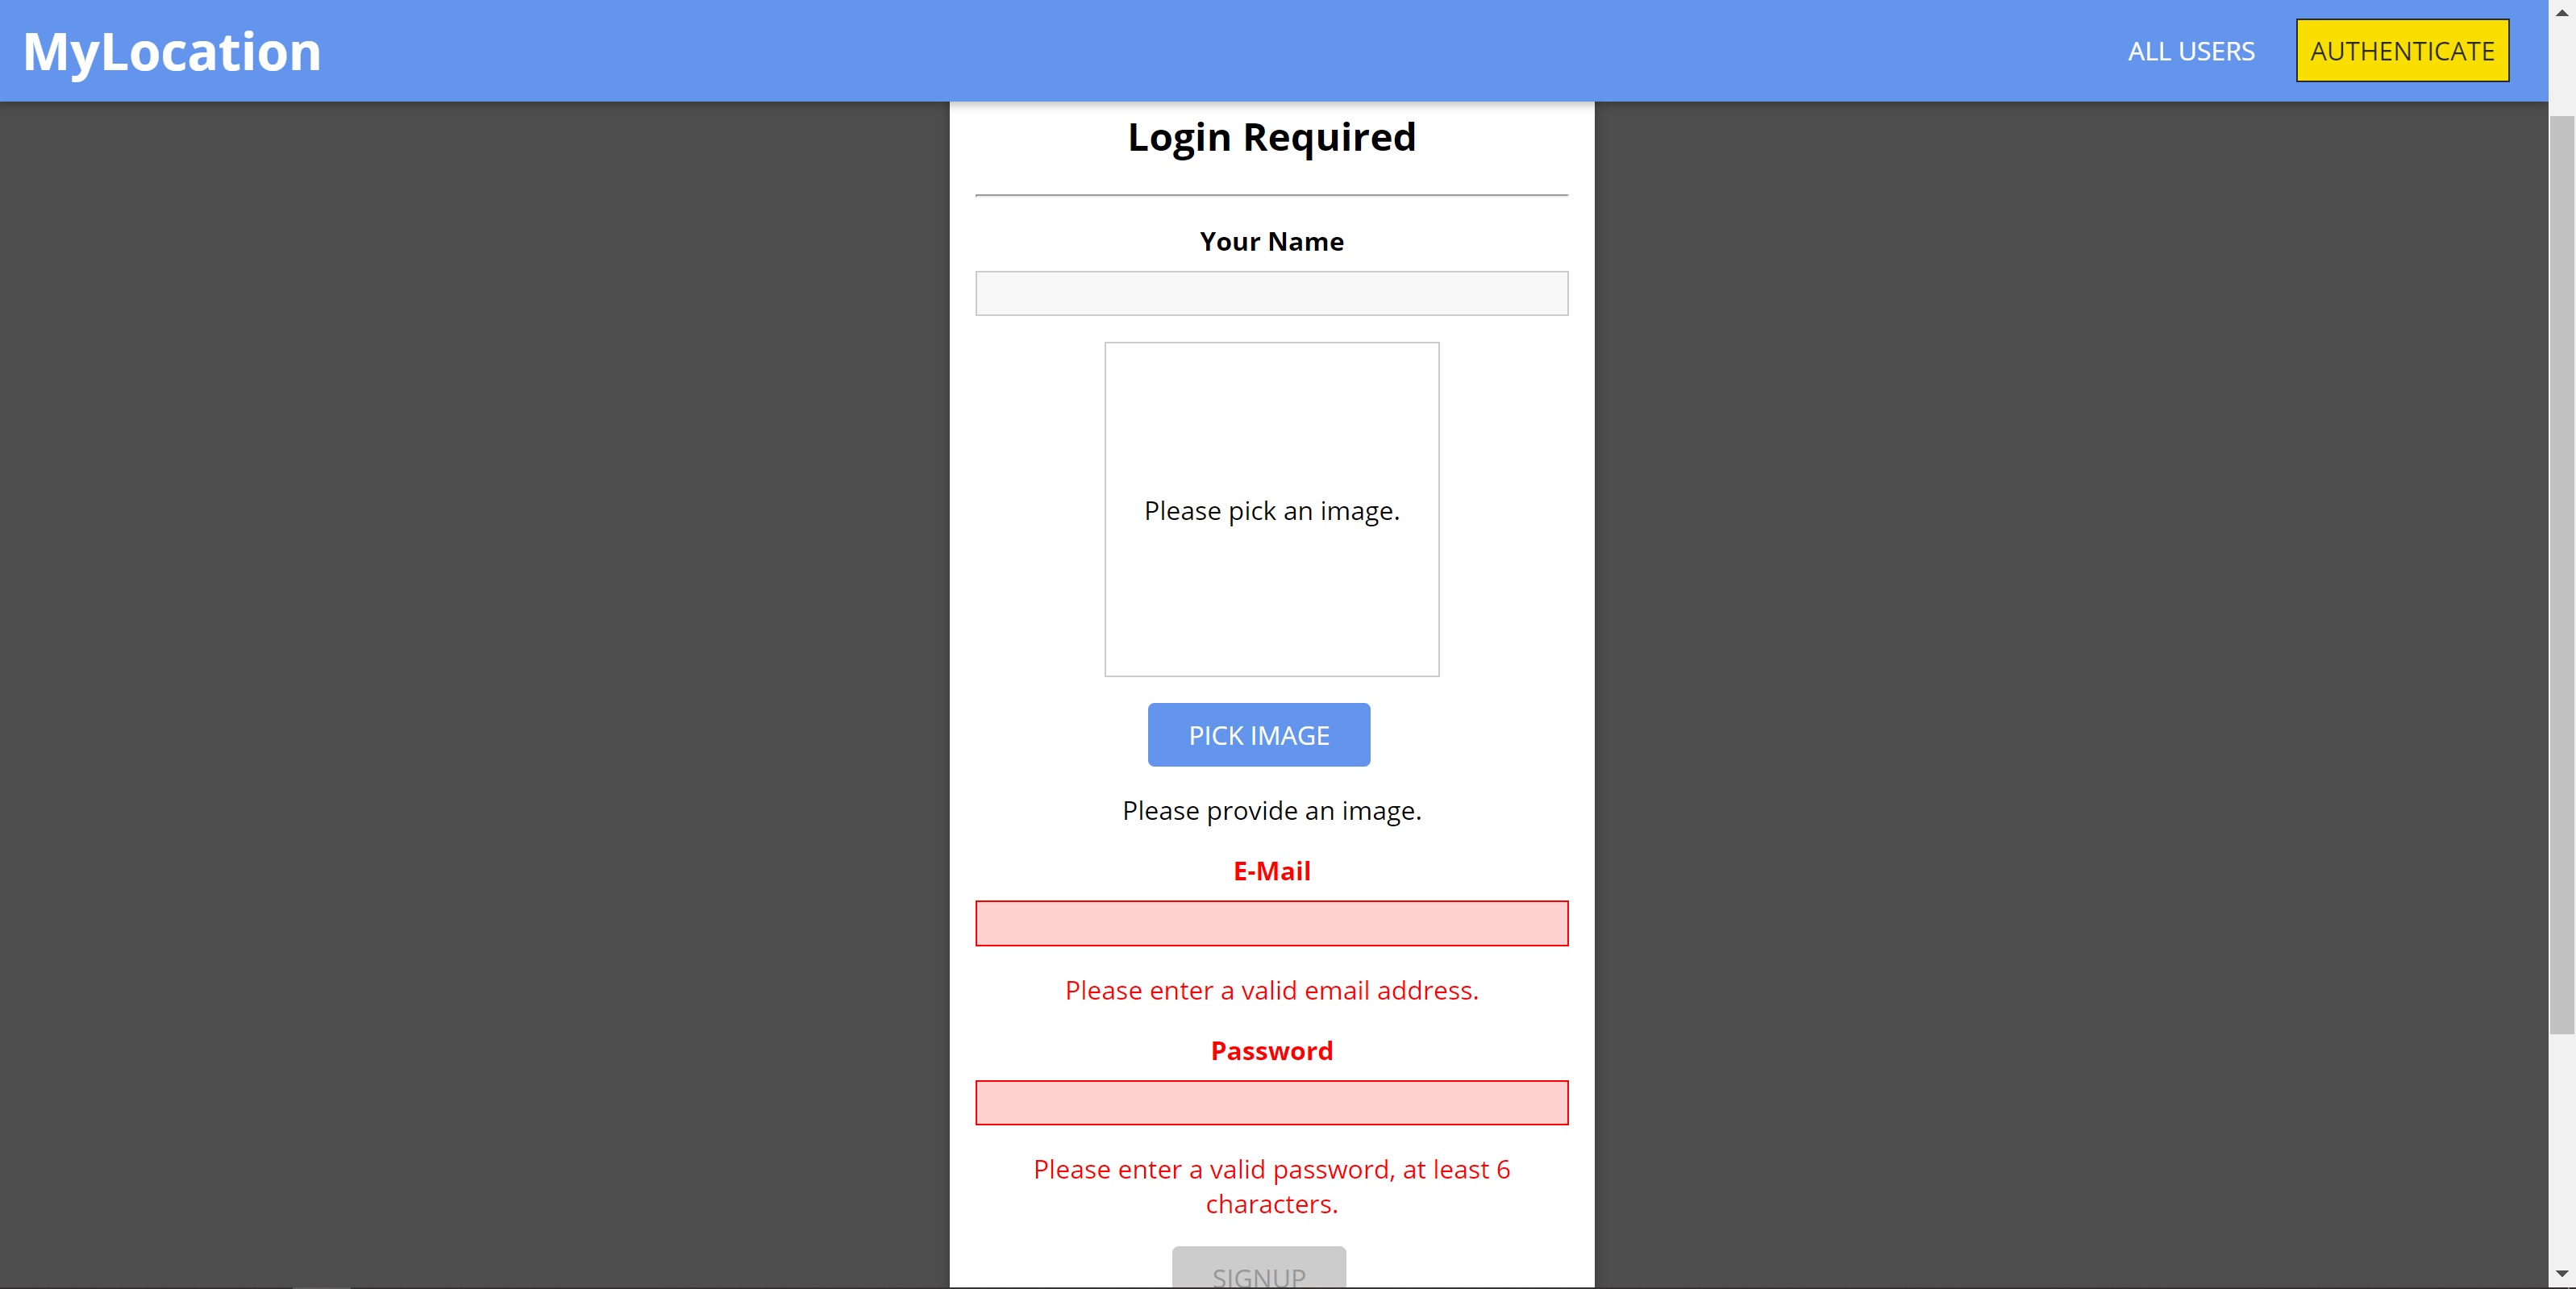 MyLocation
ALL USERS
AUTHENTICATE
Login Required
Your Name
Please pick an image.
PICK IMAGE
Please provide an image.
E-Mail
Please enter a valid email address.
Password
Please enter a valid password, at least 6
characters.
SIGNUP